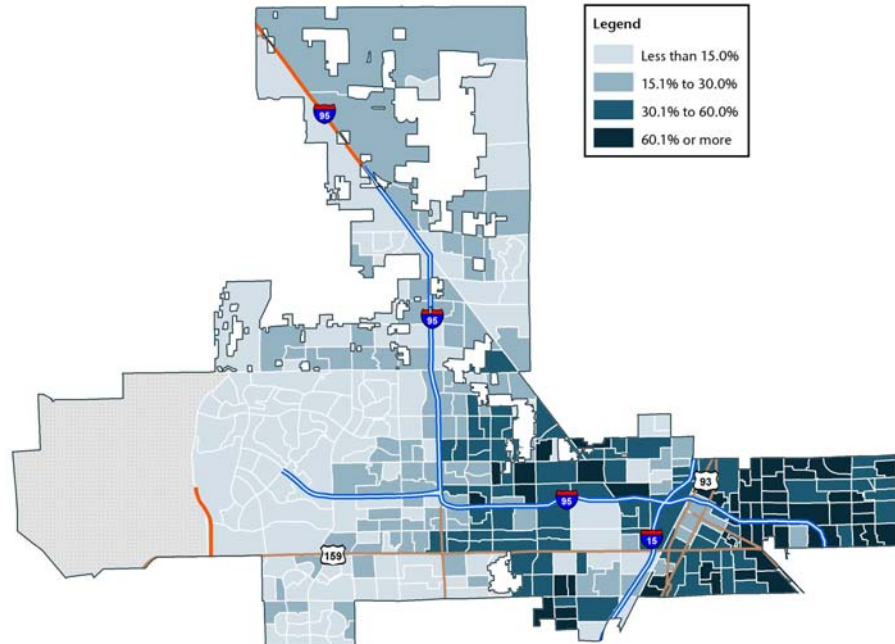 Legend
Less than 15.0%
15.1% to 30.0%
30.1% to 60.0%
60.1% or more
95
95
93
95
15
159